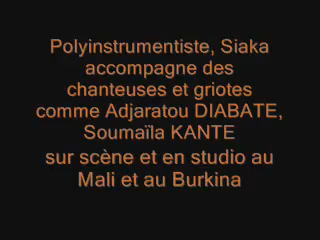 Polyinstrumentiste, Siaka
accompagne des
chanteuses et griotes
comme Adjaratou DIABATE,
Soumaïla KANTE
sur scène et en studio au
Mali et au Burkina